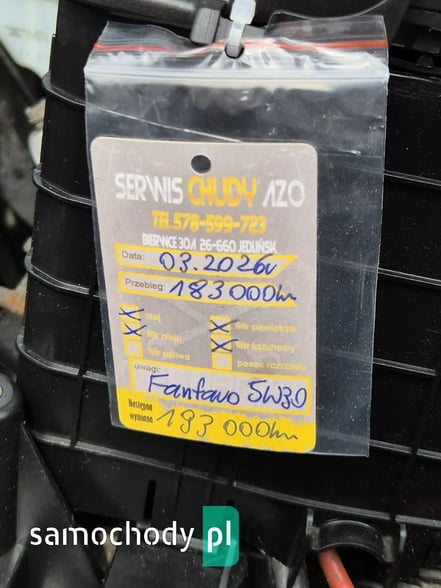 SERWIS CHUDY AZO
TEL 578-599-723
BIERWCE 30A 26-660 JEDLIŃSK
Data: 03.2026r
Przebieg: 183000km
olej
filtr powietrza
filtr oleju
filtr kabinowy
filtr paliwa
pasek rozrządu
uwagi:
Fanfaro 5W30
Następna
wymiana 193 000km
samochody pl